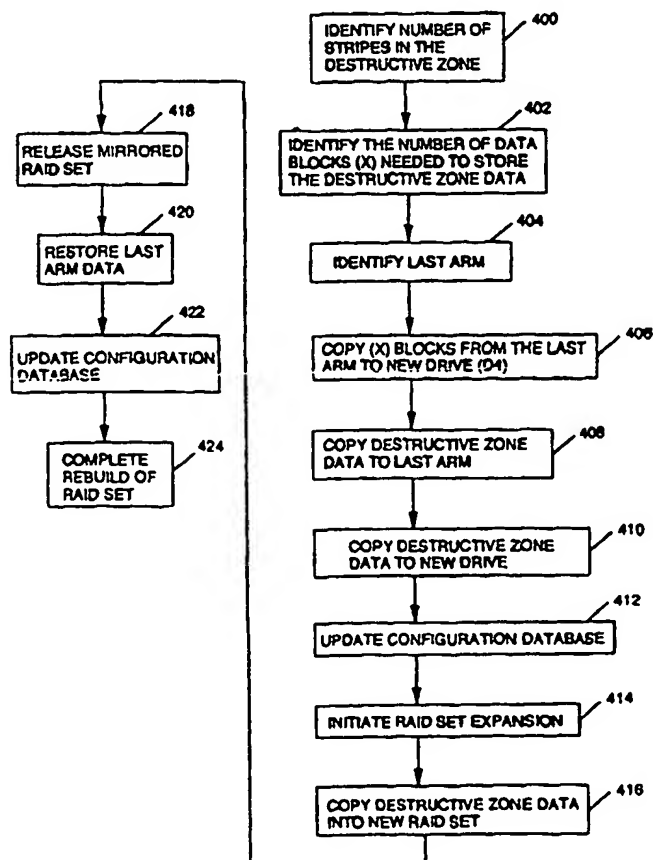 400
IDENTIFY NUMBER OF
STRIPES IN THE
DESTRUCTIVE ZONE
402
IDENTIFY THE NUMBER OF DATA
BLOCKS (X) NEEDED TO STORE
THE DESTRUCTIVE ZONE DATA
404
IDENTIFY LAST ARM
406
COPY (X) BLOCKS FROM THE LAST
ARM TO NEW DRIVE (D4)
408
COPY DESTRUCTIVE ZONE
DATA TO LAST ARM
410
COPY DESTRUCTIVE ZONE
DATA TO NEW DRIVE
412
UPDATE CONFIGURATION DATABASE
414
INITIATE RAID SET EXPANSION
416
COPY DESTRUCTIVE ZONE DATA
INTO NEW RAID SET
418
RELEASE MIRRORED
RAID SET
420
RESTORE LAST
ARM DATA
422
UPDATE CONFIGURATION
DATABASE
424
COMPLETE
REBUILD OF
RAID SET